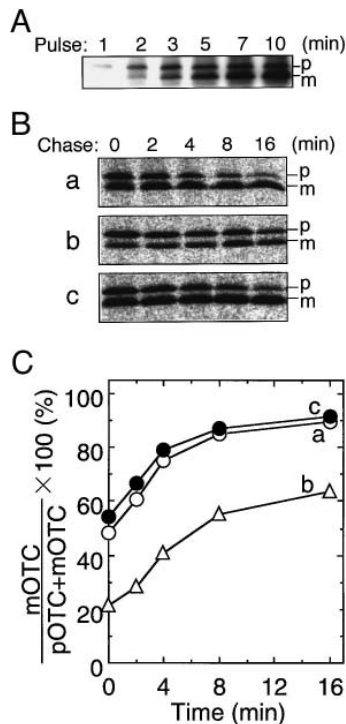 A
Pulse: 1 2 3 5 7 10 (min)
p
m
B
Chase: 0 2 4 8 16 (min)
a
p
m
b
p
m
c
p
m
C
100
80
60
40
20
0
mOTC
pOTC+mOTC
×100 (%)
c
a
b
0 4 8 12 16
Time (min)